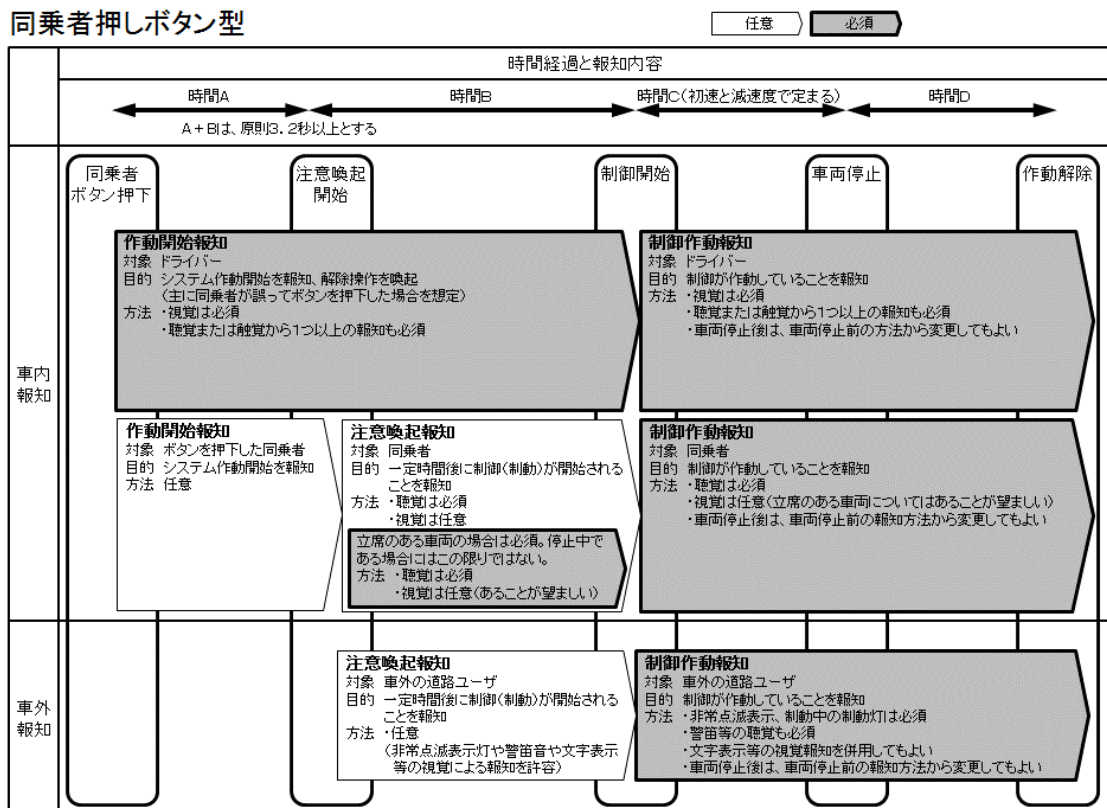 同乗者押しボタン型
任意
必須
時間経過と報知内容
時間A
時間B
時間C(初速と減速度で定まる)
時間D
A+Bは、原則3.2秒以上とする
同乗者
ボタン押下
注意喚起
開始
制御開始
車両停止
作動解除
車内
報知
作動開始報知
対象 ドライバー
目的 システム作動開始を報知、解除操作を喚起
(主に同乗者が誤ってボタンを押下した場合を想定)
方法 ・視覚は必須
・聴覚または触覚から1つ以上の報知も必須
制御作動報知
対象 ドライバー
目的 制御が作動していることを報知
方法 ・視覚は必須
・聴覚または触覚から1つ以上の報知も必須
・車両停止後は、車両停止前の方法から変更してもよい
作動開始報知
対象 ボタンを押下した同乗者
目的 システム作動開始を報知
方法 任意
注意喚起報知
対象 同乗者
目的 一定時間後に制御(制動)が開始される
ことを報知
方法 ・聴覚は必須
・視覚は任意
立席のある車両の場合は必須。停止中で
ある場合にはこの限りではない。
方法 ・聴覚は必須
・視覚は任意(あることが望ましい)
制御作動報知
対象 同乗者
目的 制御が作動していることを報知
方法 ・聴覚は必須
・視覚は任意(立席のある車両についてはあることが望ましい)
・車両停止後は、車両停止前の報知方法から変更してもよい
車外
報知
注意喚起報知
対象 車外の道路ユーザ
目的 一定時間後に制御(制動)が開始される
ことを報知
方法 ・任意
(非常点滅表示灯や警笛音や文字表示
等の視覚による報知を許容)
制御作動報知
対象 車外の道路ユーザ
目的 制御が作動していることを報知
方法 ・非常点滅表示、制動中の制動灯は必須
・警笛等の聴覚も必須
・文字表示等の視覚報知を併用してもよい
・車両停止後は、車両停止前の報知方法から変更してもよい